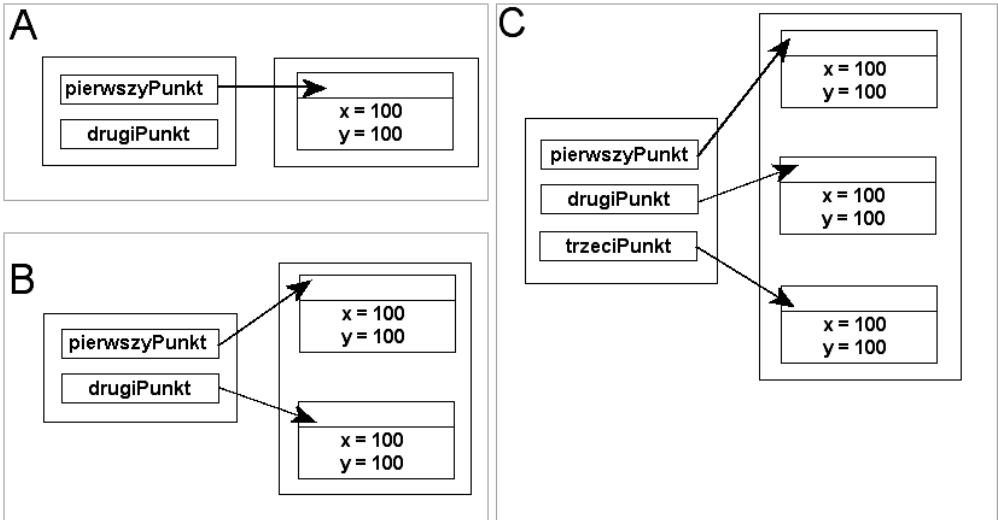 A
pierwszyPunkt
drugiPunkt
x = 100
y = 100
B
pierwszyPunkt
drugiPunkt
x = 100
y = 100
x = 100
y = 100
C
pierwszyPunkt
drugiPunkt
trzeciPunkt
x = 100
y = 100
x = 100
y = 100
x = 100
y = 100